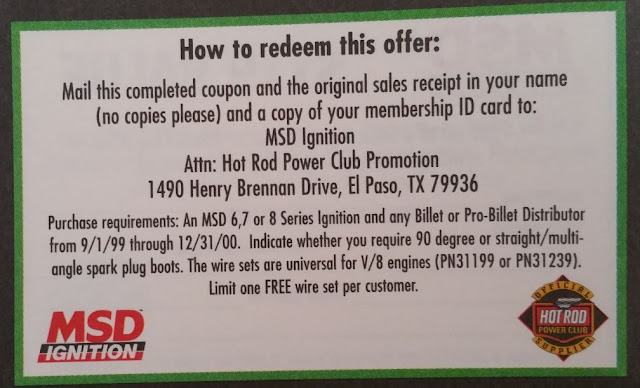 How to redeem this offer:
Mail this completed coupon and the original sales receipt in your name
(no copies please) and a copy of your membership ID card to:
MSD Ignition
Attn: Hot Rod Power Club Promotion
1490 Henry Brennan Drive, El Paso, TX 79936
Purchase requirements: An MSD 6,7 or 8 Series Ignition and any Billet or Pro-Billet Distributor
from 9/1/99 through 12/31/00. Indicate whether you require 90 degree or straight/multi-
angle spark plug boots. The wire sets are universal for V/8 engines (PN31199 or PN31239).
Limit one FREE wire set per customer.
MSD
IGNITION
OFFICIAL
HOT ROD
POWER CLUB
SUPPLIER